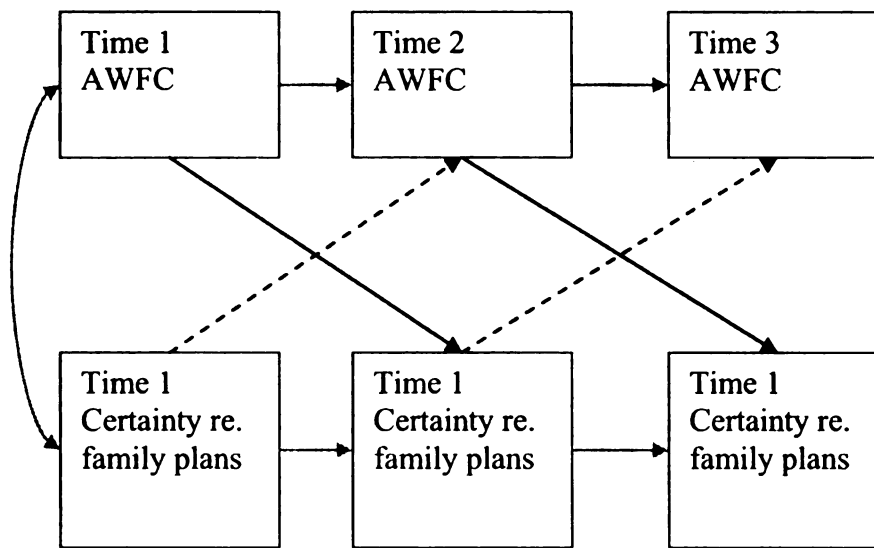 Time 1
AWFC
Time 2
AWFC
Time 3
AWFC
Time 1
Certainty re.
family plans
Time 1
Certainty re.
family plans
Time 1
Certainty re.
family plans